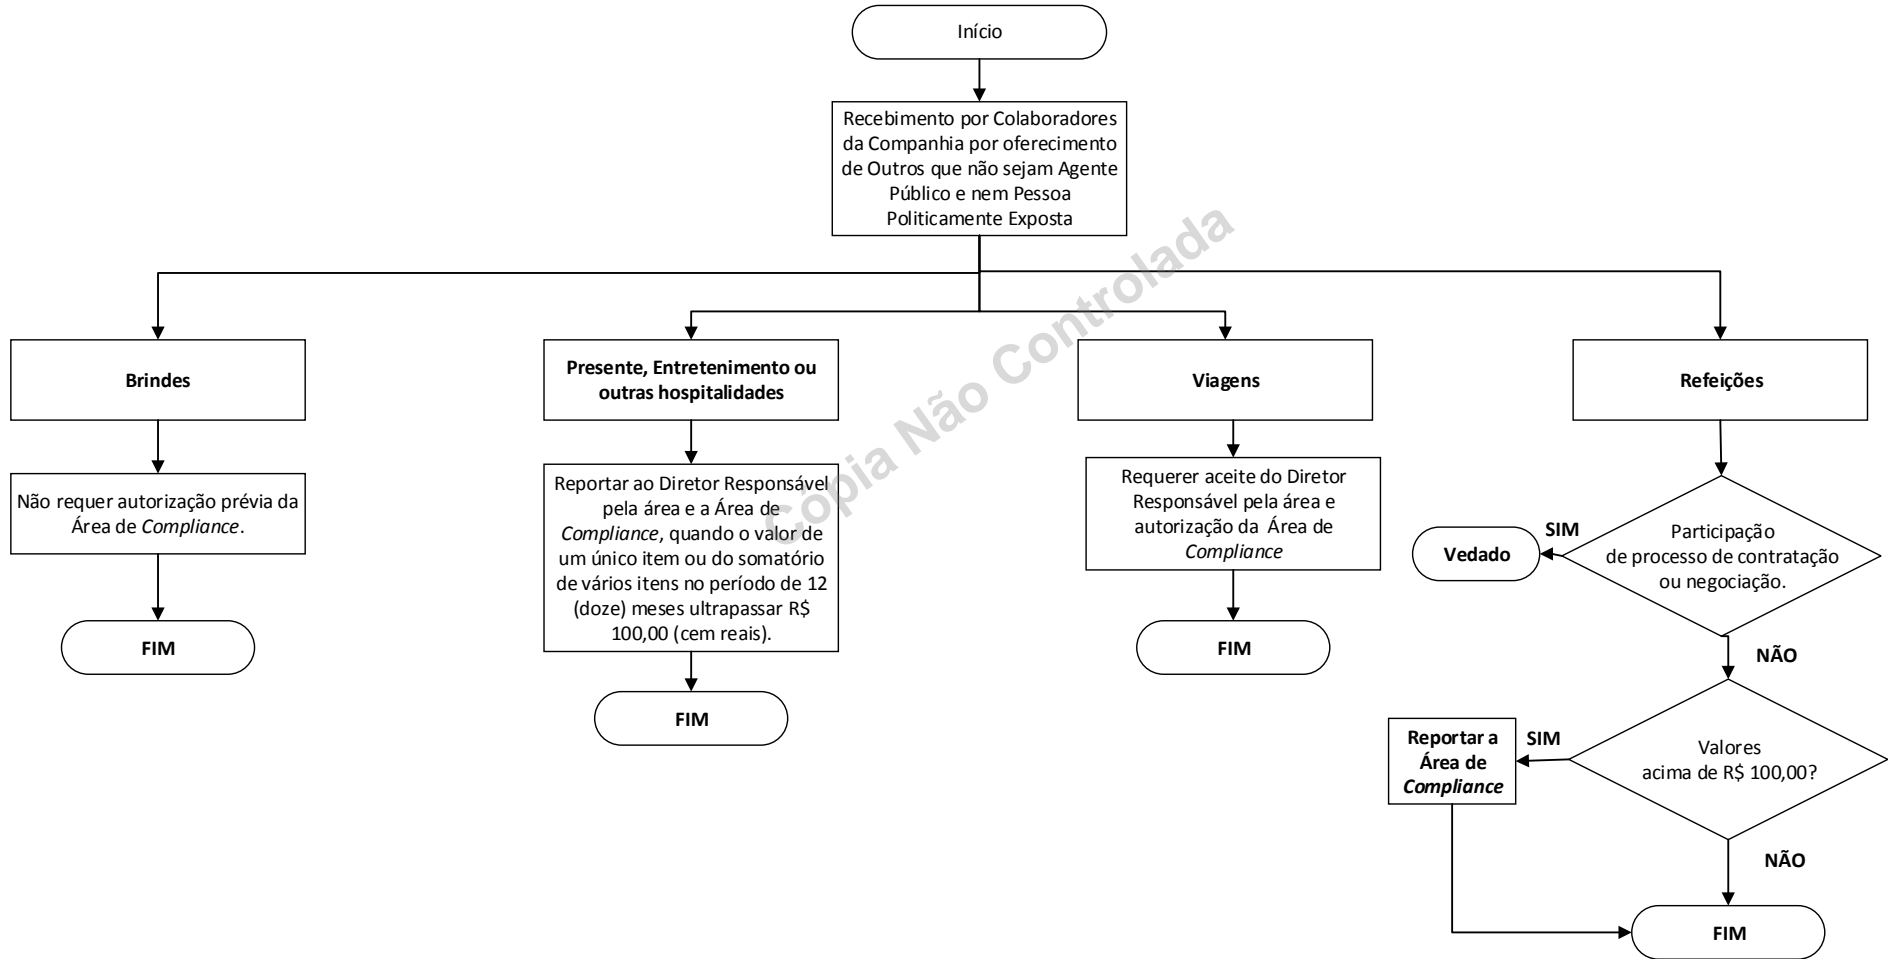 Início
Recebimento por Colaboradores
da Companhia por oferecimento
de Outros que não sejam Agente
Público e nem Pessoa
Politicamente Exposta
Cópia Não Controlada
Brindes
Não requer autorização prévia da
Área de Compliance.
FIM
Presente, Entretenimento ou
outras hospitalidades
Reportar ao Diretor Responsável
pela área e a Área de
Compliance, quando o valor de
um único item ou do somatório
de vários itens no período de 12
(doze) meses ultrapassar R$
100,00 (cem reais).
FIM
Viagens
Requerer aceite do Diretor
Responsável pela área e
autorização da Área de
Compliance
FIM
Refeições
Participação
de processo de contratação
ou negociação.
SIM
Vedado
NÃO
Valores
acima de R$ 100,00?
SIM
Reportar a
Área de
Compliance
NÃO
FIM